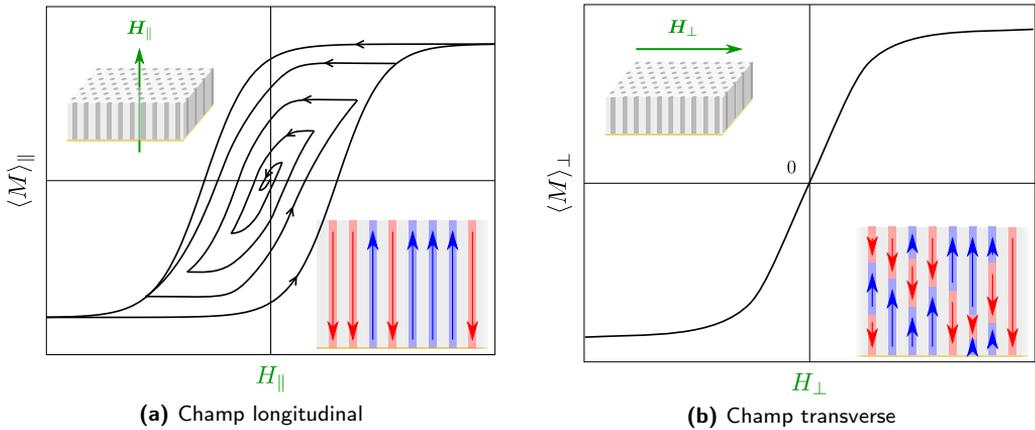 H∥
⟨M⟩∥
H∥
(a) Champ longitudinal
H⊥
⟨M⟩⊥
0
H⊥
(b) Champ transverse